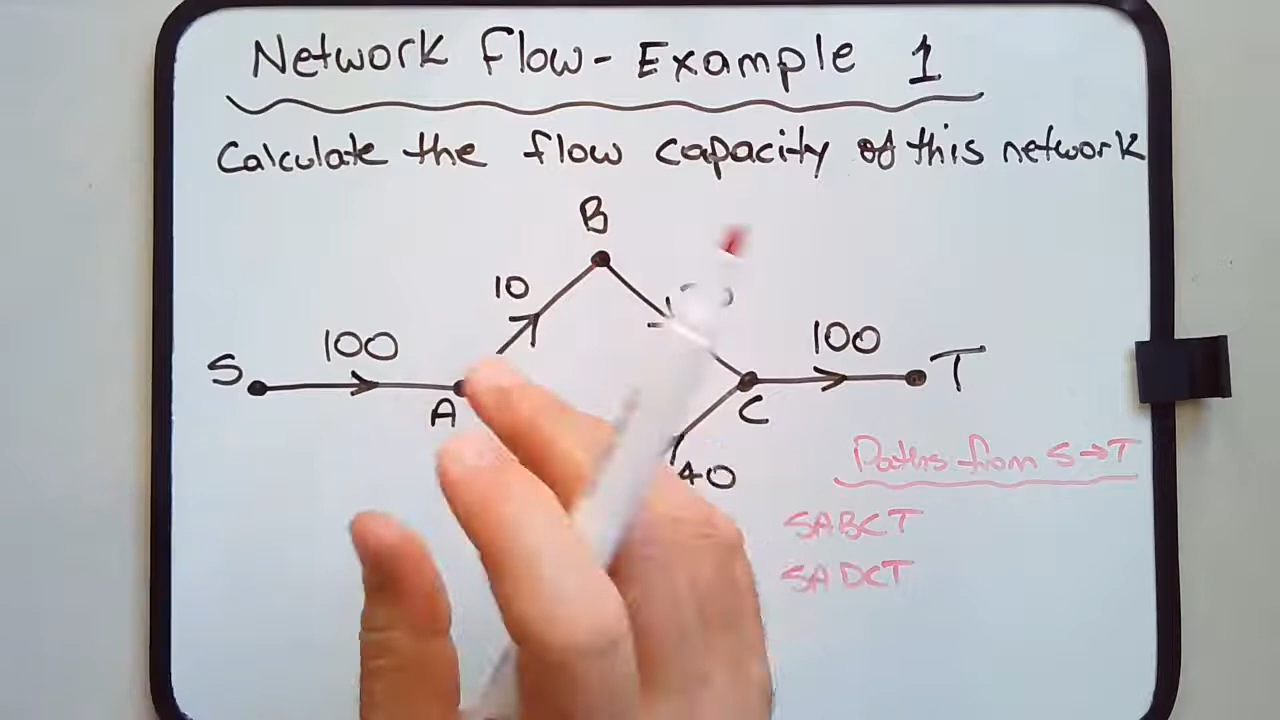 Network Flow - Example 1
Calculate the flow capacity of this network
B
10
100
100
S
T
A
C
40
Paths from S→T
SABCT
SADCT